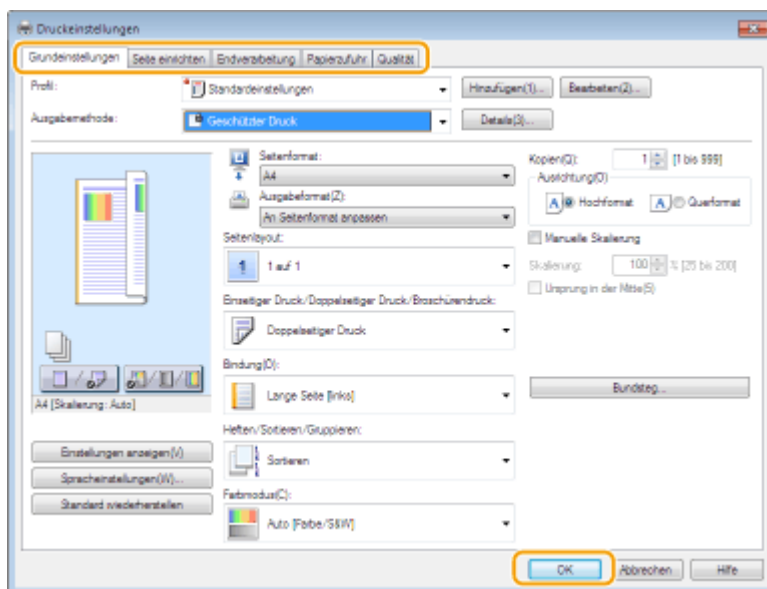 Druckeinstellungen
Grundeinstellungen Seite einrichten Endverarbeitung Papierzufuhr Qualität
Profil: Standardeinstellungen Hinzufügen(1)... Bearbeiten(2)...
Ausgabemethode: Geschützter Druck Details(3)...
Seitenformat:
A4
Ausgabeformat(Z):
An Seitenformat anpassen
Kopien(Q): 1 [1 bis 999]
Ausrichtung(O)
A Hochformat A Querformat
Seitenlayout:
1 1 auf 1
Manuelle Skalierung
Skalierung: 100 % [25 bis 200]
Ursprung in der Mitte(5)
Einseitiger Druck/Doppelseitiger Druck/Broschürendruck:
Doppelseitiger Druck
Bindung(D):
Lange Seite [links]
Bundsteg...
A4 [Skalierung: Auto]
Heften/Sortieren/Gruppieren:
Sortieren
Einstellungen anzeigen(V)
Spracheinstellungen(W)...
Standard wiederherstellen
Farbmodus(C):
Auto [Farbe/S&W]
OK Abbrechen Hilfe